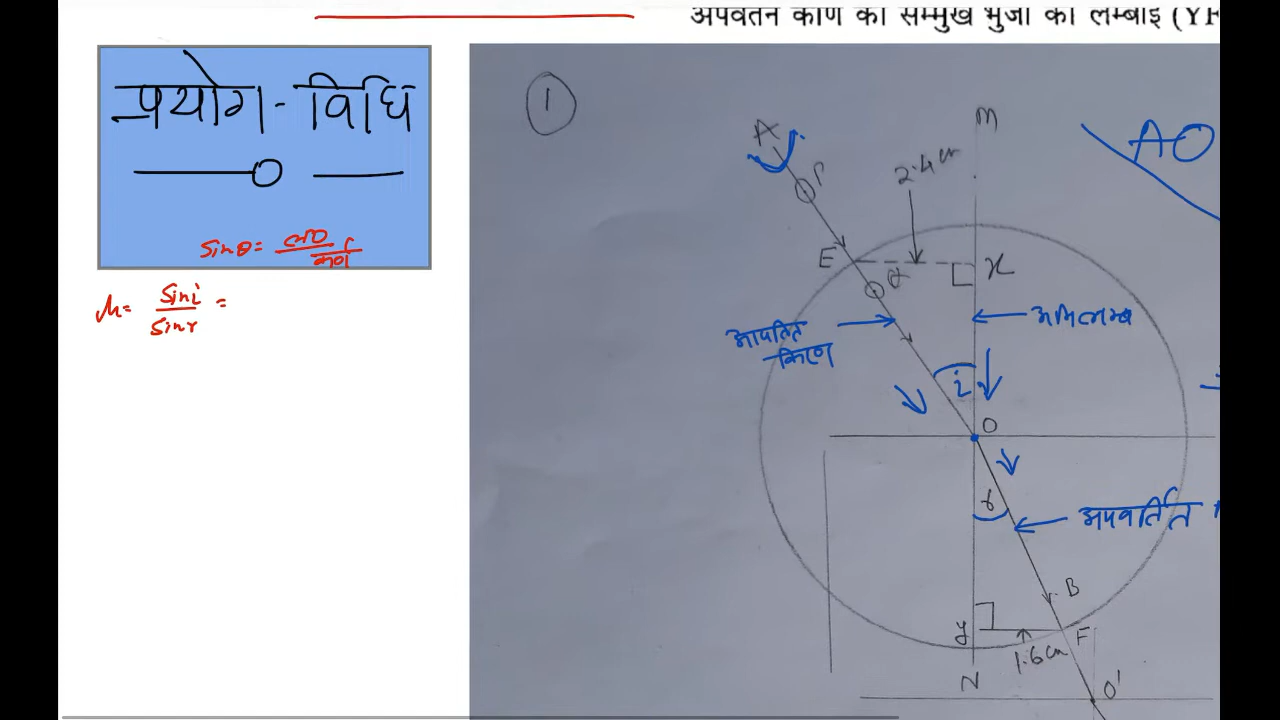 अपवर्तन कोण की सम्मुख भुजा की लम्बाई (YF
प्रयोग - विधि
sinθ = लम्ब / कर्ण
μ = sin i / sin r =
1
M
A
AO
P
2.4 cm
E
Q
x
आपतित
किरण
अभिलम्ब
i
O
r
अपवर्तित
B
y
F
1.6 cm
N
O'